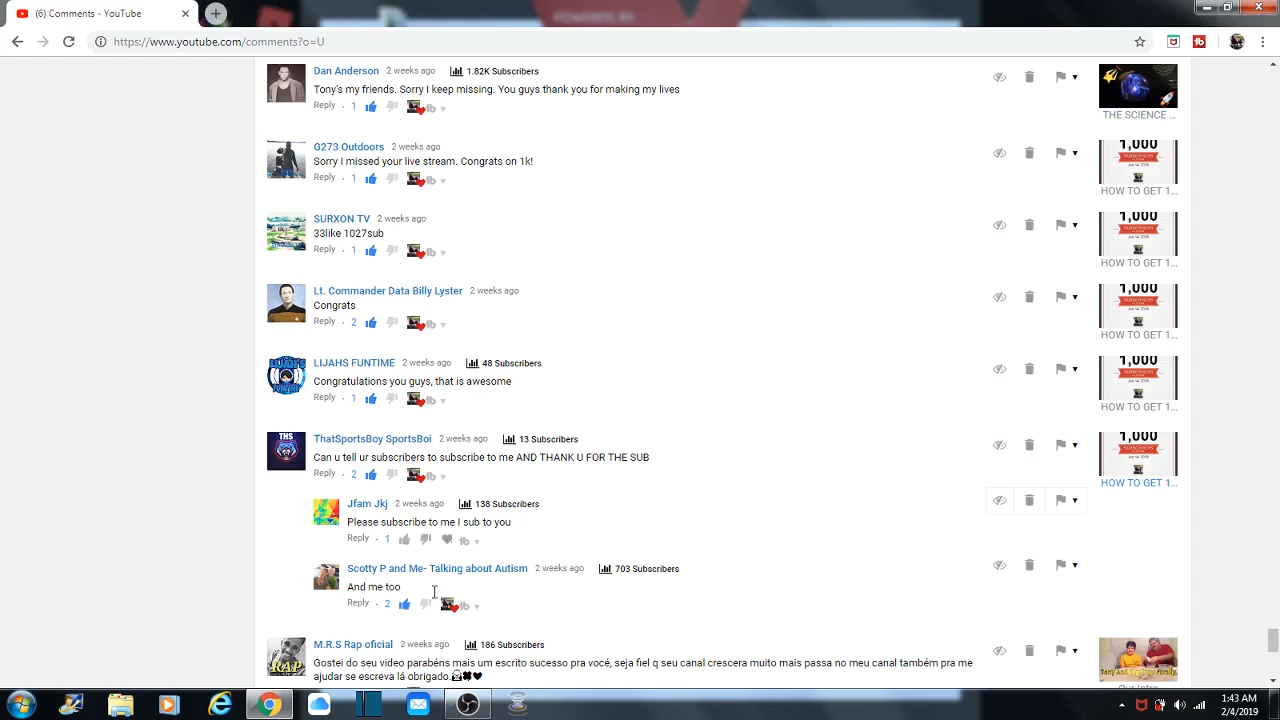 POWERED BY
(6) Comments - YouTube
https://www.youtube.com/comments?o=U
Dan Anderson 2 weeks ago 1.82K Subscribers
Tony's my friends. Sorry I keep missing. You guys thank you for making my lives
Reply · 1
THE SCIENCE ...
G273 Outdoors 2 weeks ago
Sorry I missed your live stream. Congrats on 1k!
Reply · 1
1,000
SUBSCRIBERS
HOW TO GET 1...
SURXON TV 2 weeks ago
33like 1027sub
Reply · 1
1,000
SUBSCRIBERS
HOW TO GET 1...
Lt. Commander Data Billy Lyster 2 weeks ago
Congrats
Reply · 2
1,000
SUBSCRIBERS
HOW TO GET 1...
LIJAHS FUNTIME 2 weeks ago 48 Subscribers
Congratulations you guys that is awesome
Reply · 1
1,000
SUBSCRIBERS
HOW TO GET 1...
THS
ThatSportsBoy SportsBoi 2 weeks ago 13 Subscribers
Can u tell ur subscribers to subscribe to me AND THANK U FOR THE SUB
Reply · 2
1,000
SUBSCRIBERS
HOW TO GET 1...
Jfam Jkj 2 weeks ago 138 Subscribers
Please subscribe to me I sub to you
Reply · 1
Scotty P and Me- Talking about Autism 2 weeks ago 703 Subscribers
And me too
Reply · 2
RAP
M.R.S Rap oficial 2 weeks ago 186 Subscribers
Gostei do seu video parabéns mais um escrito sucesso pra você, seja fiel q seu canal crescera muito mais passa no meu canal também pra me
ajudar se escreva lá obrigado
Our Intro
1:43 AM
2/4/2019